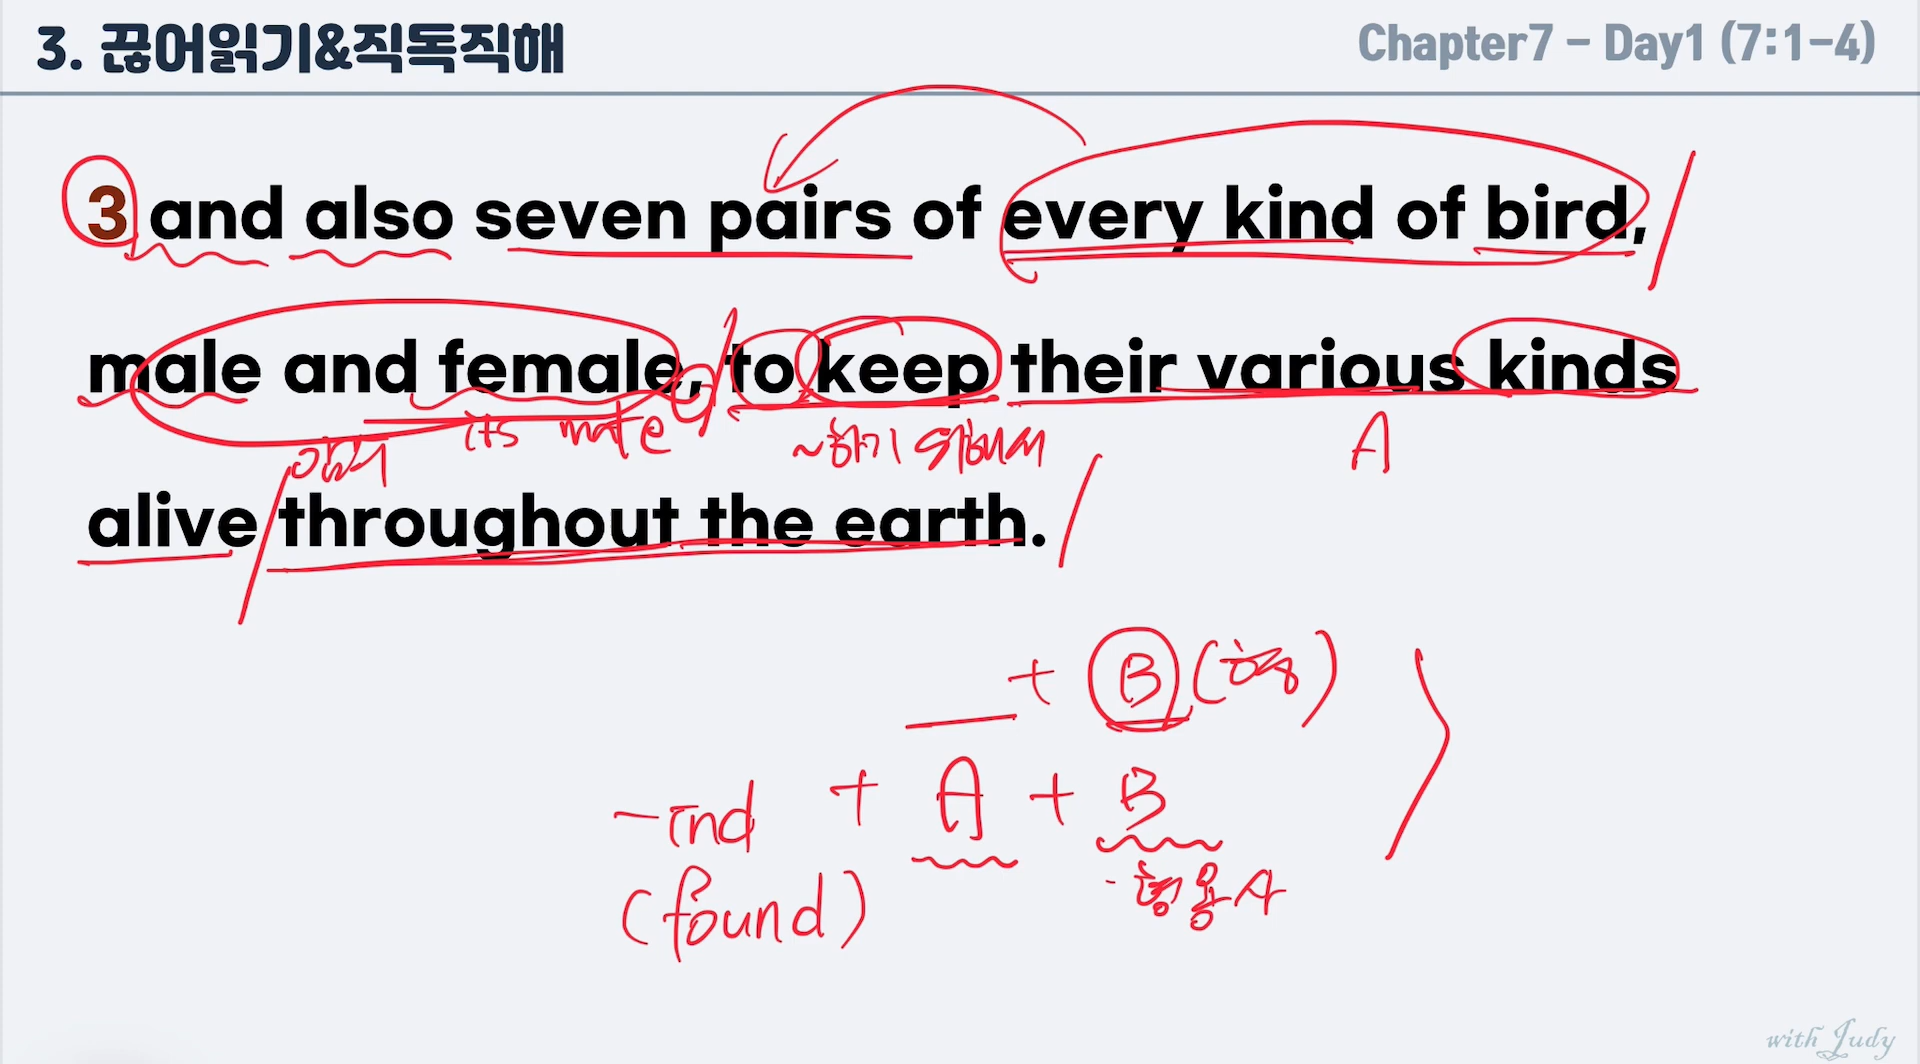 3. 끊어읽기&직독직해
Chapter7 - Day1 (7:1-4)
3 and also seven pairs of every kind of bird,
male and female, to keep their various kinds
its mate ~하기 위해서 A
alive throughout the earth.
+ B
+ A + B
(found)
형용사
with Judy